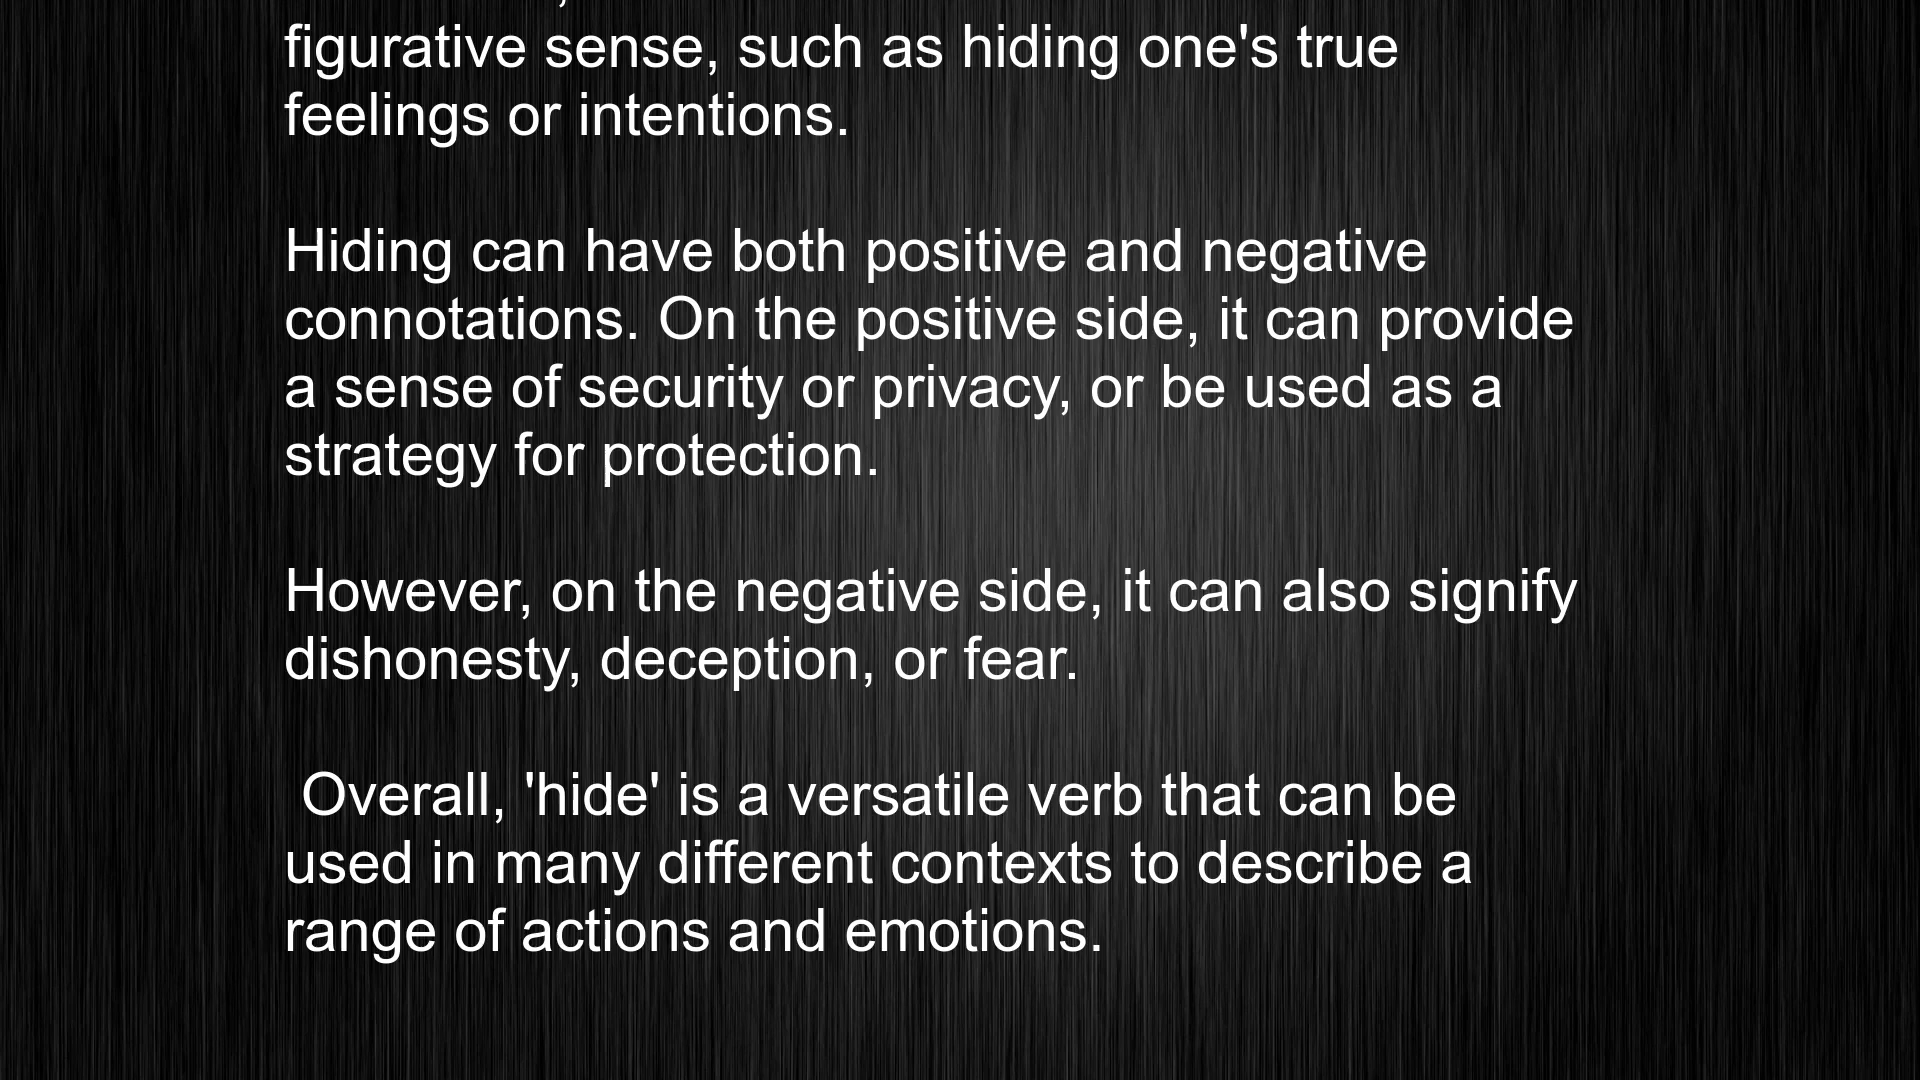 figurative sense, such as hiding one's true
feelings or intentions.
Hiding can have both positive and negative
connotations. On the positive side, it can provide
a sense of security or privacy, or be used as a
strategy for protection.
However, on the negative side, it can also signify
dishonesty, deception, or fear.
Overall, 'hide' is a versatile verb that can be
used in many different contexts to describe a
range of actions and emotions.